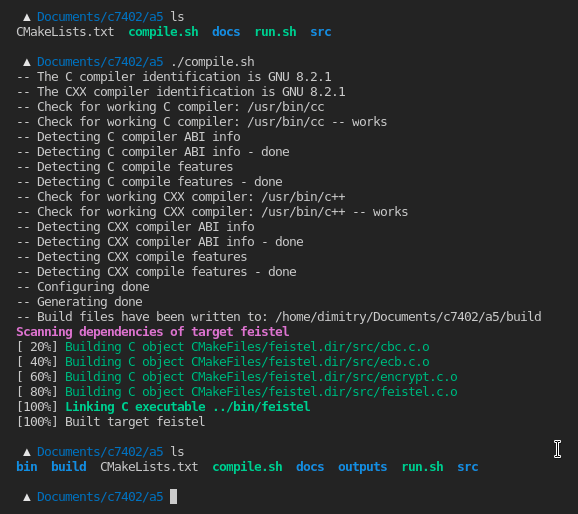 ▲ Documents/c7402/a5 ls
CMakeLists.txt compile.sh docs run.sh src
▲ Documents/c7402/a5 ./compile.sh
-- The C compiler identification is GNU 8.2.1
-- The CXX compiler identification is GNU 8.2.1
-- Check for working C compiler: /usr/bin/cc
-- Check for working C compiler: /usr/bin/cc -- works
-- Detecting C compiler ABI info
-- Detecting C compiler ABI info - done
-- Detecting C compile features
-- Detecting C compile features - done
-- Check for working CXX compiler: /usr/bin/c++
-- Check for working CXX compiler: /usr/bin/c++ -- works
-- Detecting CXX compiler ABI info
-- Detecting CXX compiler ABI info - done
-- Detecting CXX compile features
-- Detecting CXX compile features - done
-- Configuring done
-- Generating done
-- Build files have been written to: /home/dimitry/Documents/c7402/a5/build
Scanning dependencies of target feistel
[ 20%] Building C object CMakeFiles/feistel.dir/src/cbc.c.o
[ 40%] Building C object CMakeFiles/feistel.dir/src/ecb.c.o
[ 60%] Building C object CMakeFiles/feistel.dir/src/encrypt.c.o
[ 80%] Building C object CMakeFiles/feistel.dir/src/feistel.c.o
[100%] Linking C executable ../bin/feistel
[100%] Built target feistel
▲ Documents/c7402/a5 ls
bin build CMakeLists.txt compile.sh docs outputs run.sh src
▲ Documents/c7402/a5